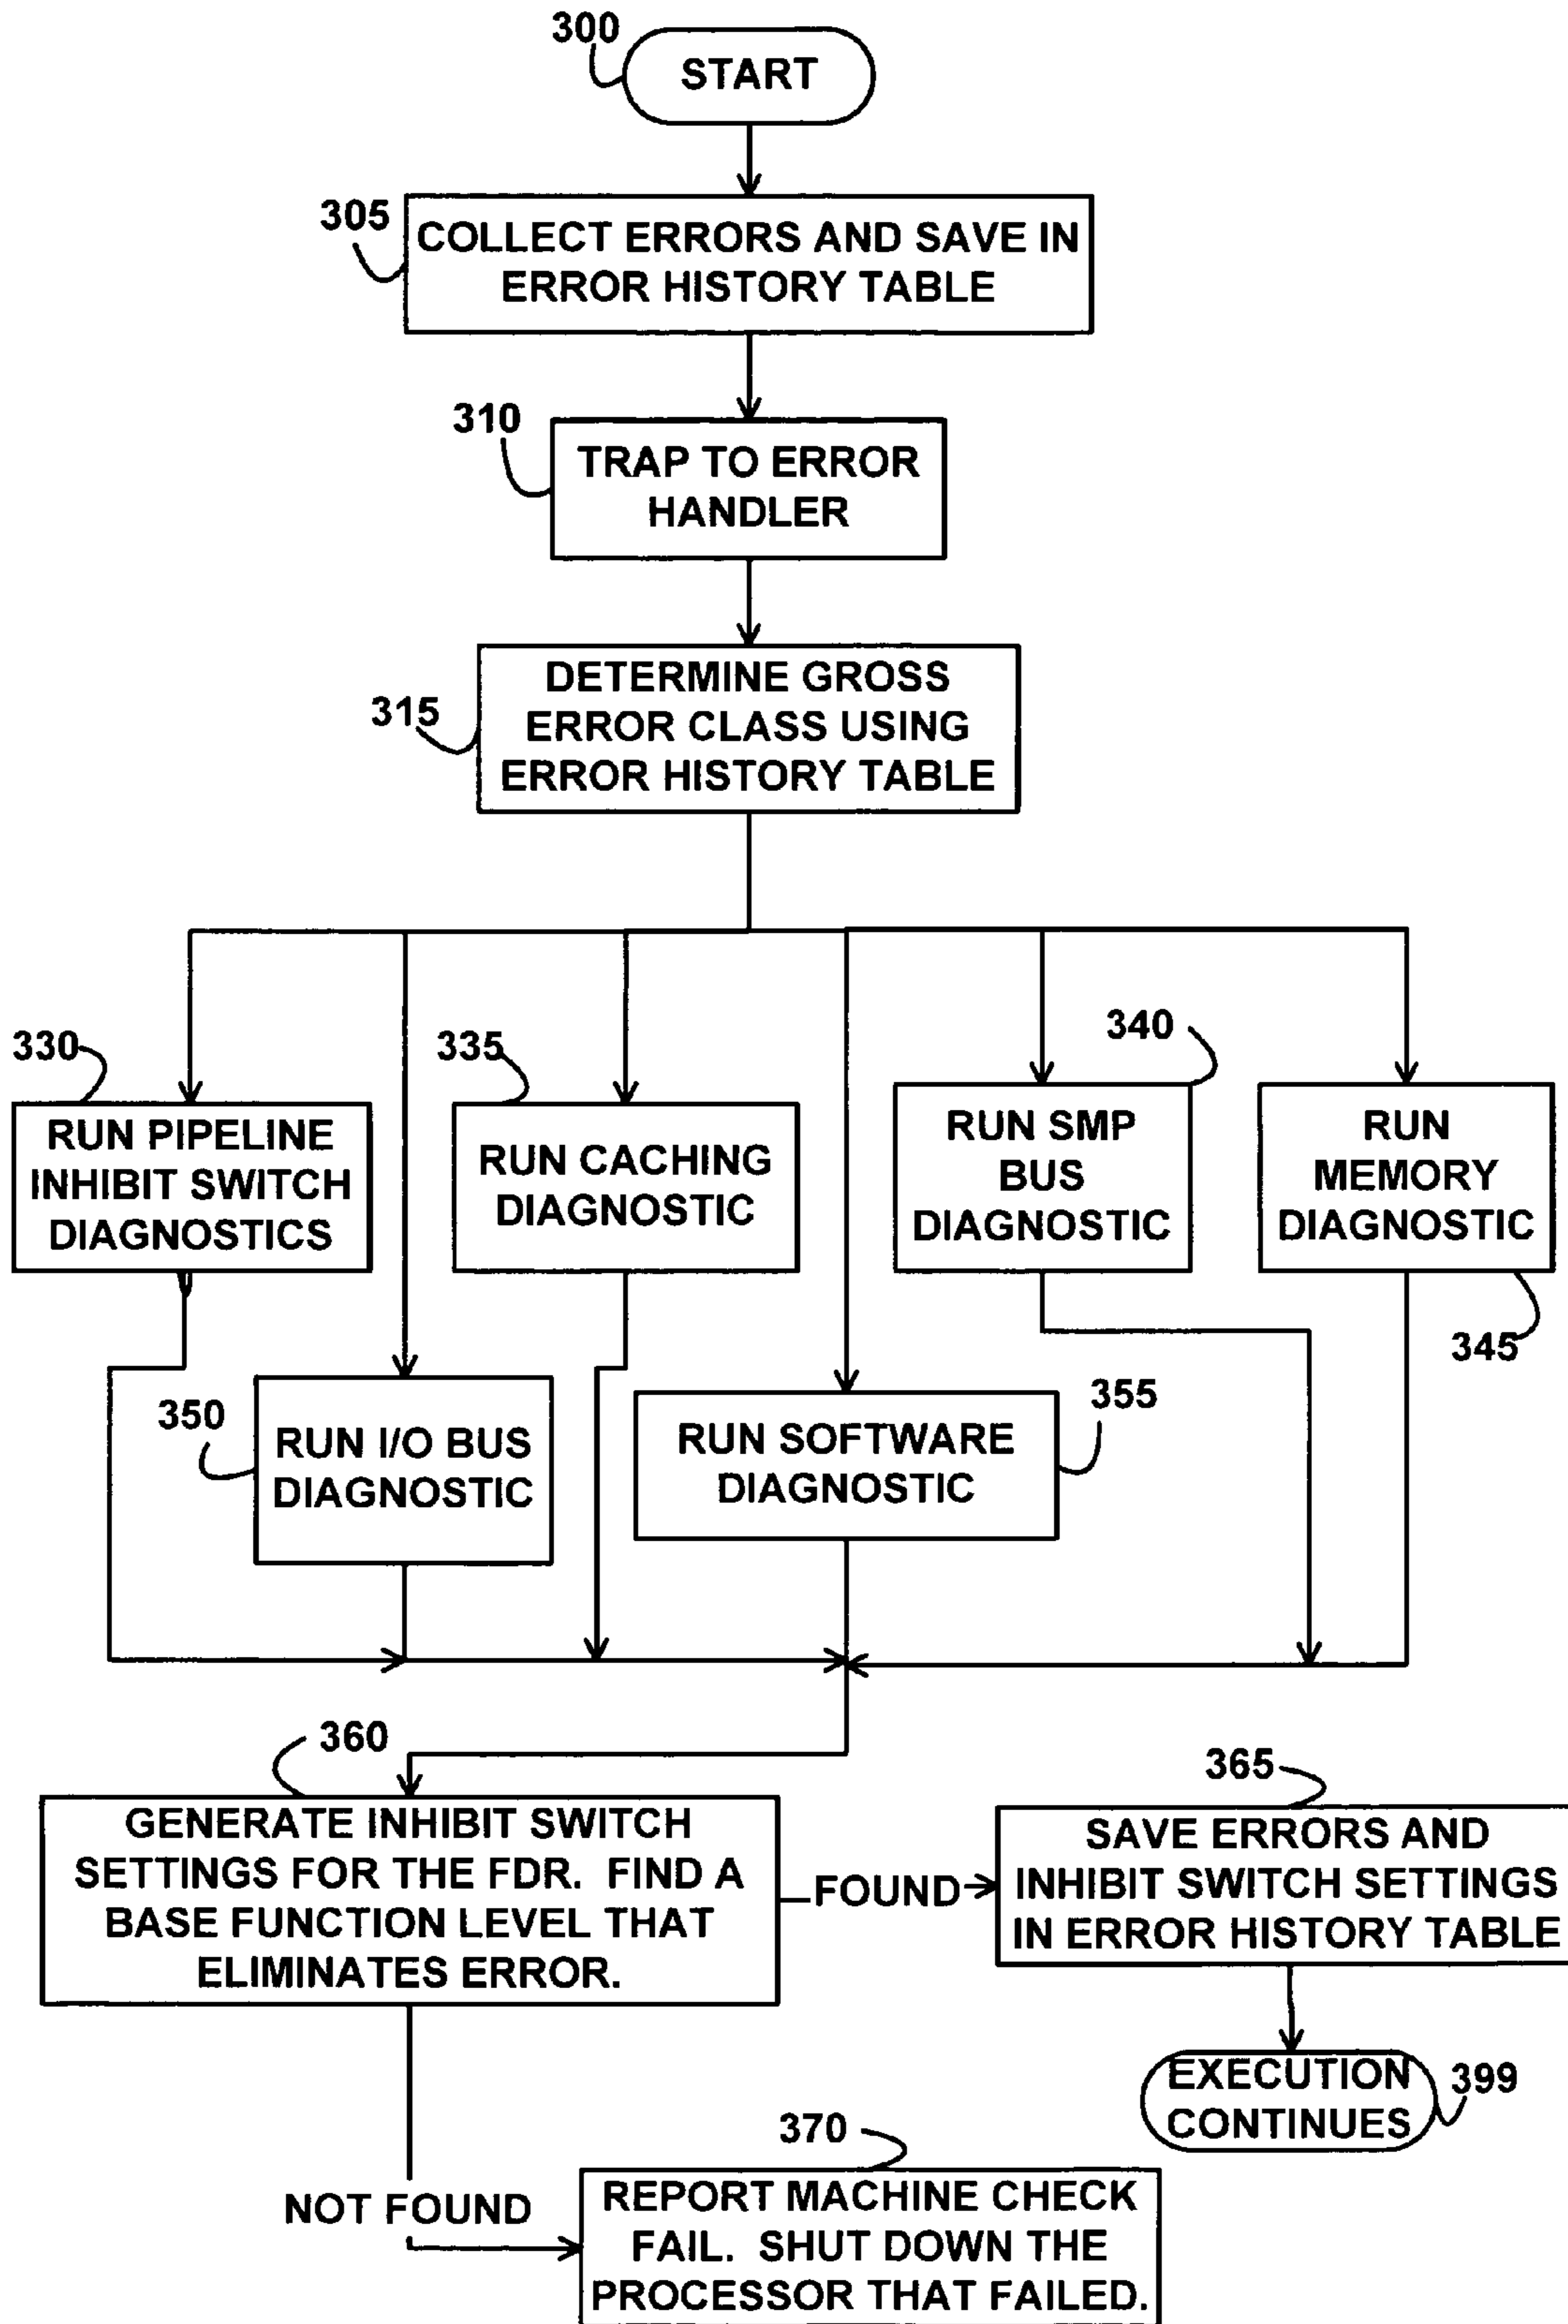 300
START
305
COLLECT ERRORS AND SAVE IN
ERROR HISTORY TABLE
310
TRAP TO ERROR
HANDLER
315
DETERMINE GROSS
ERROR CLASS USING
ERROR HISTORY TABLE
330
RUN PIPELINE
INHIBIT SWITCH
DIAGNOSTICS
335
RUN CACHING
DIAGNOSTIC
340
RUN SMP
BUS
DIAGNOSTIC
RUN
MEMORY
DIAGNOSTIC
345
350
RUN I/O BUS
DIAGNOSTIC
RUN SOFTWARE
DIAGNOSTIC
355
360
GENERATE INHIBIT SWITCH
SETTINGS FOR THE FDR. FIND A
BASE FUNCTION LEVEL THAT
ELIMINATES ERROR.
FOUND
365
SAVE ERRORS AND
INHIBIT SWITCH SETTINGS
IN ERROR HISTORY TABLE
EXECUTION
CONTINUES
399
NOT FOUND
370
REPORT MACHINE CHECK
FAIL. SHUT DOWN THE
PROCESSOR THAT FAILED.